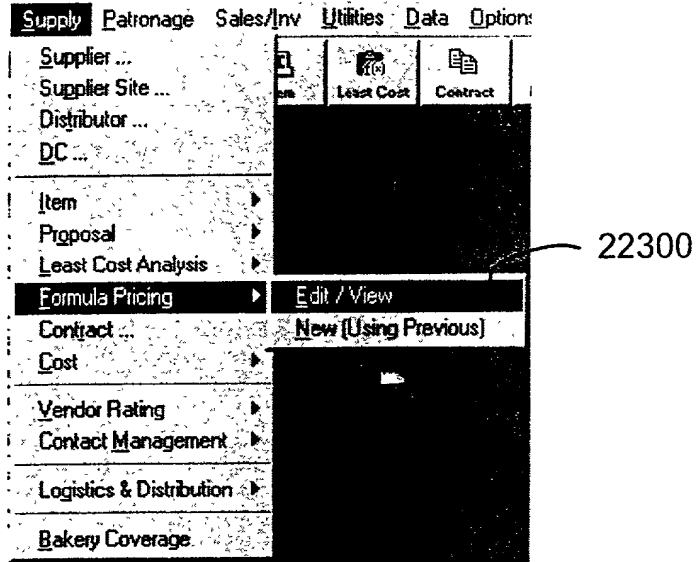 Supply Patronage Sales/Inv Utilities Data Option
Supplier ...
Supplier Site ...
Least Cost Contract
Distributor ...
DC ...
Item
Proposal
Least Cost Analysis
22300
Formula Pricing Edit / View
Contract ... New (Using Previous)
Cost
Vendor Rating
Contact Management
Logistics & Distribution
Bakery Coverage